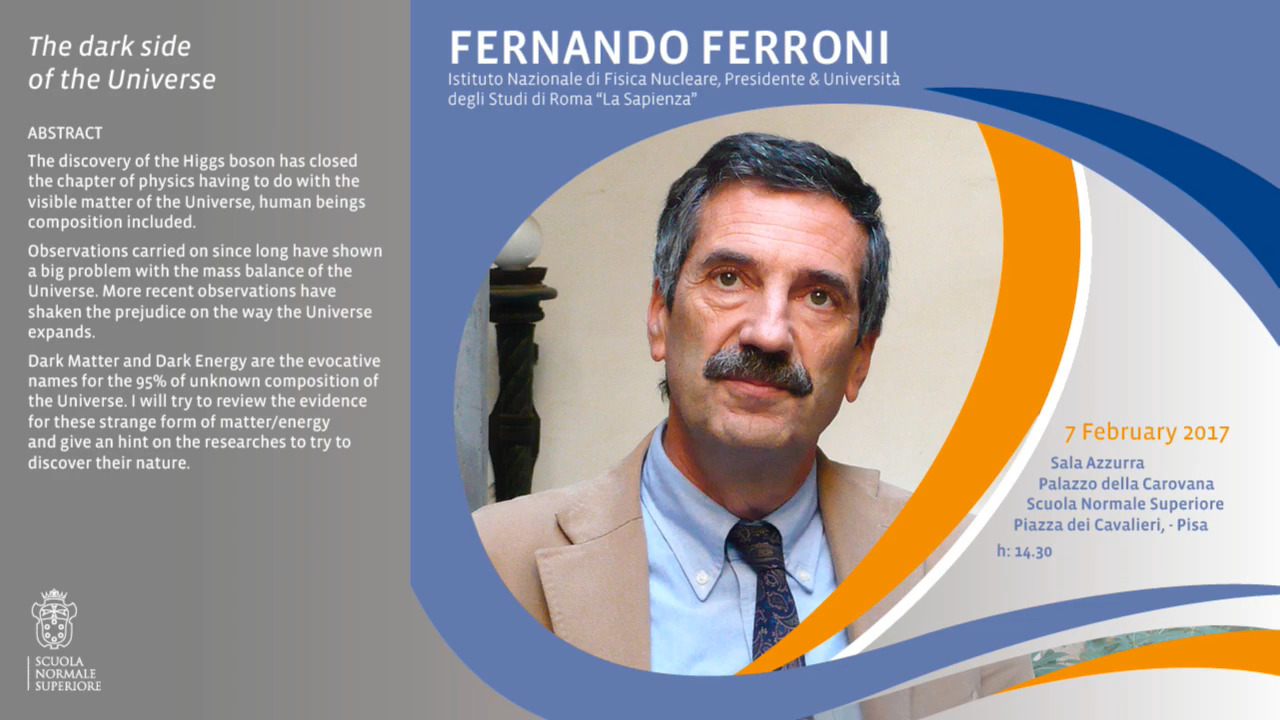 The dark side
of the Universe
ABSTRACT
The discovery of the Higgs boson has closed
the chapter of physics having to do with the
visible matter of the Universe, human beings
composition included.
Observations carried on since long have shown
a big problem with the mass balance of the
Universe. More recent observations have
shaken the prejudice on the way the Universe
expands.
Dark Matter and Dark Energy are the evocative
names for the 95% of unknown composition of
the Universe. I will try to review the evidence
for these strange form of matter/energy
and give an hint on the researches to try to
discover their nature.
SCUOLA
NORMALE
SUPERIORE
FERNANDO FERRONI
Istituto Nazionale di Fisica Nucleare, Presidente & Università
degli Studi di Roma “La Sapienza”
7 February 2017
Sala Azzurra
Palazzo della Carovana
Scuola Normale Superiore
Piazza dei Cavalieri, - Pisa
h: 14.30